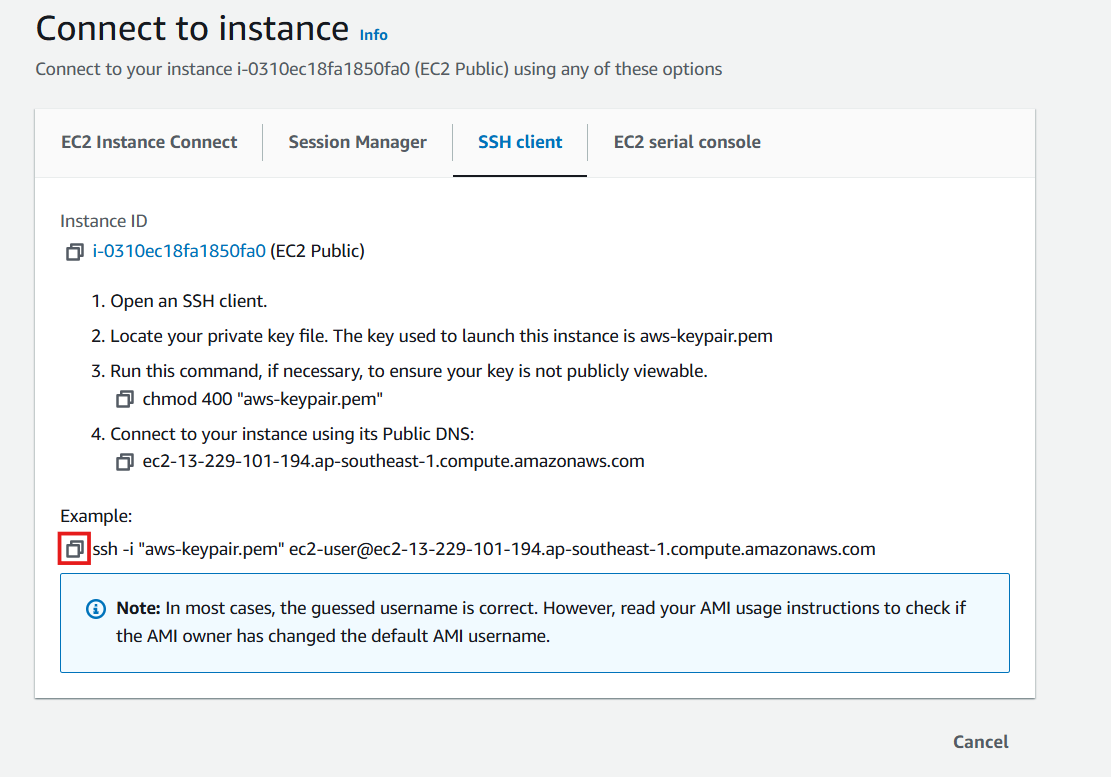 Connect to instance Info
Connect to your instance i-0310ec18fa1850fa0 (EC2 Public) using any of these options
EC2 Instance Connect
Session Manager
SSH client
EC2 serial console
Instance ID
i-0310ec18fa1850fa0 (EC2 Public)
1. Open an SSH client.
2. Locate your private key file. The key used to launch this instance is aws-keypair.pem
3. Run this command, if necessary, to ensure your key is not publicly viewable.
chmod 400 "aws-keypair.pem"
4. Connect to your instance using its Public DNS:
ec2-13-229-101-194.ap-southeast-1.compute.amazonaws.com
Example:
ssh -i "aws-keypair.pem" ec2-user@ec2-13-229-101-194.ap-southeast-1.compute.amazonaws.com
Note: In most cases, the guessed username is correct. However, read your AMI usage instructions to check if
the AMI owner has changed the default AMI username.
Cancel